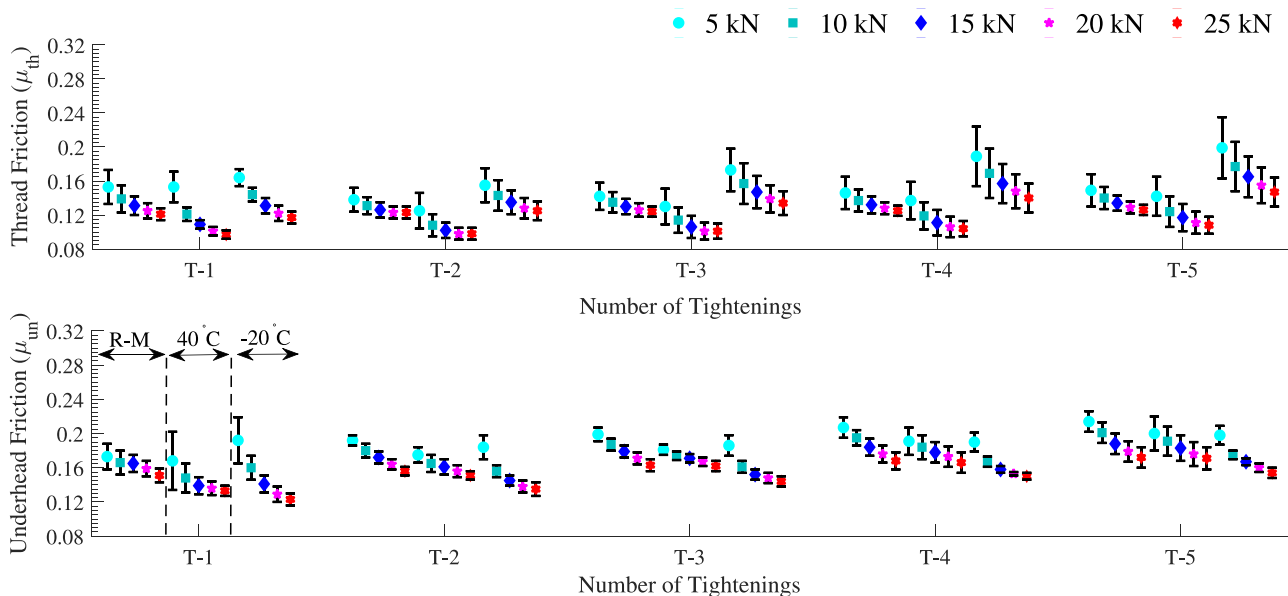 5 kN 10 kN 15 kN 20 kN 25 kN
Thread Friction (μth)
0.32
0.28
0.24
0.2
0.16
0.12
0.08
T-1 T-2 T-3 T-4 T-5
Number of Tightenings
Underhead Friction (μun)
0.32
0.28
0.24
0.2
0.16
0.12
0.08
R-M 40°C -20°C
T-1 T-2 T-3 T-4 T-5
Number of Tightenings